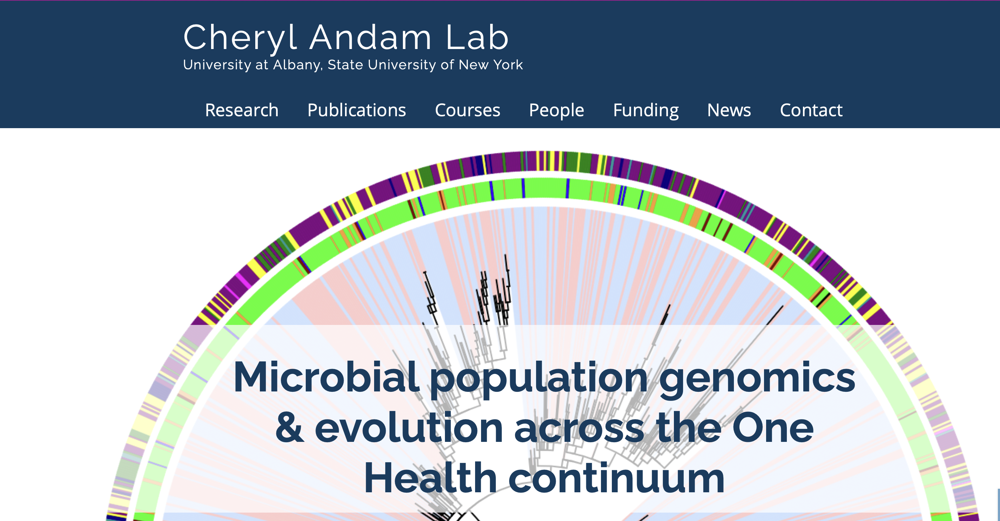 Cheryl Andam Lab
University at Albany, State University of New York
Research Publications Courses People Funding News Contact
Microbial population genomics
& evolution across the One
Health continuum